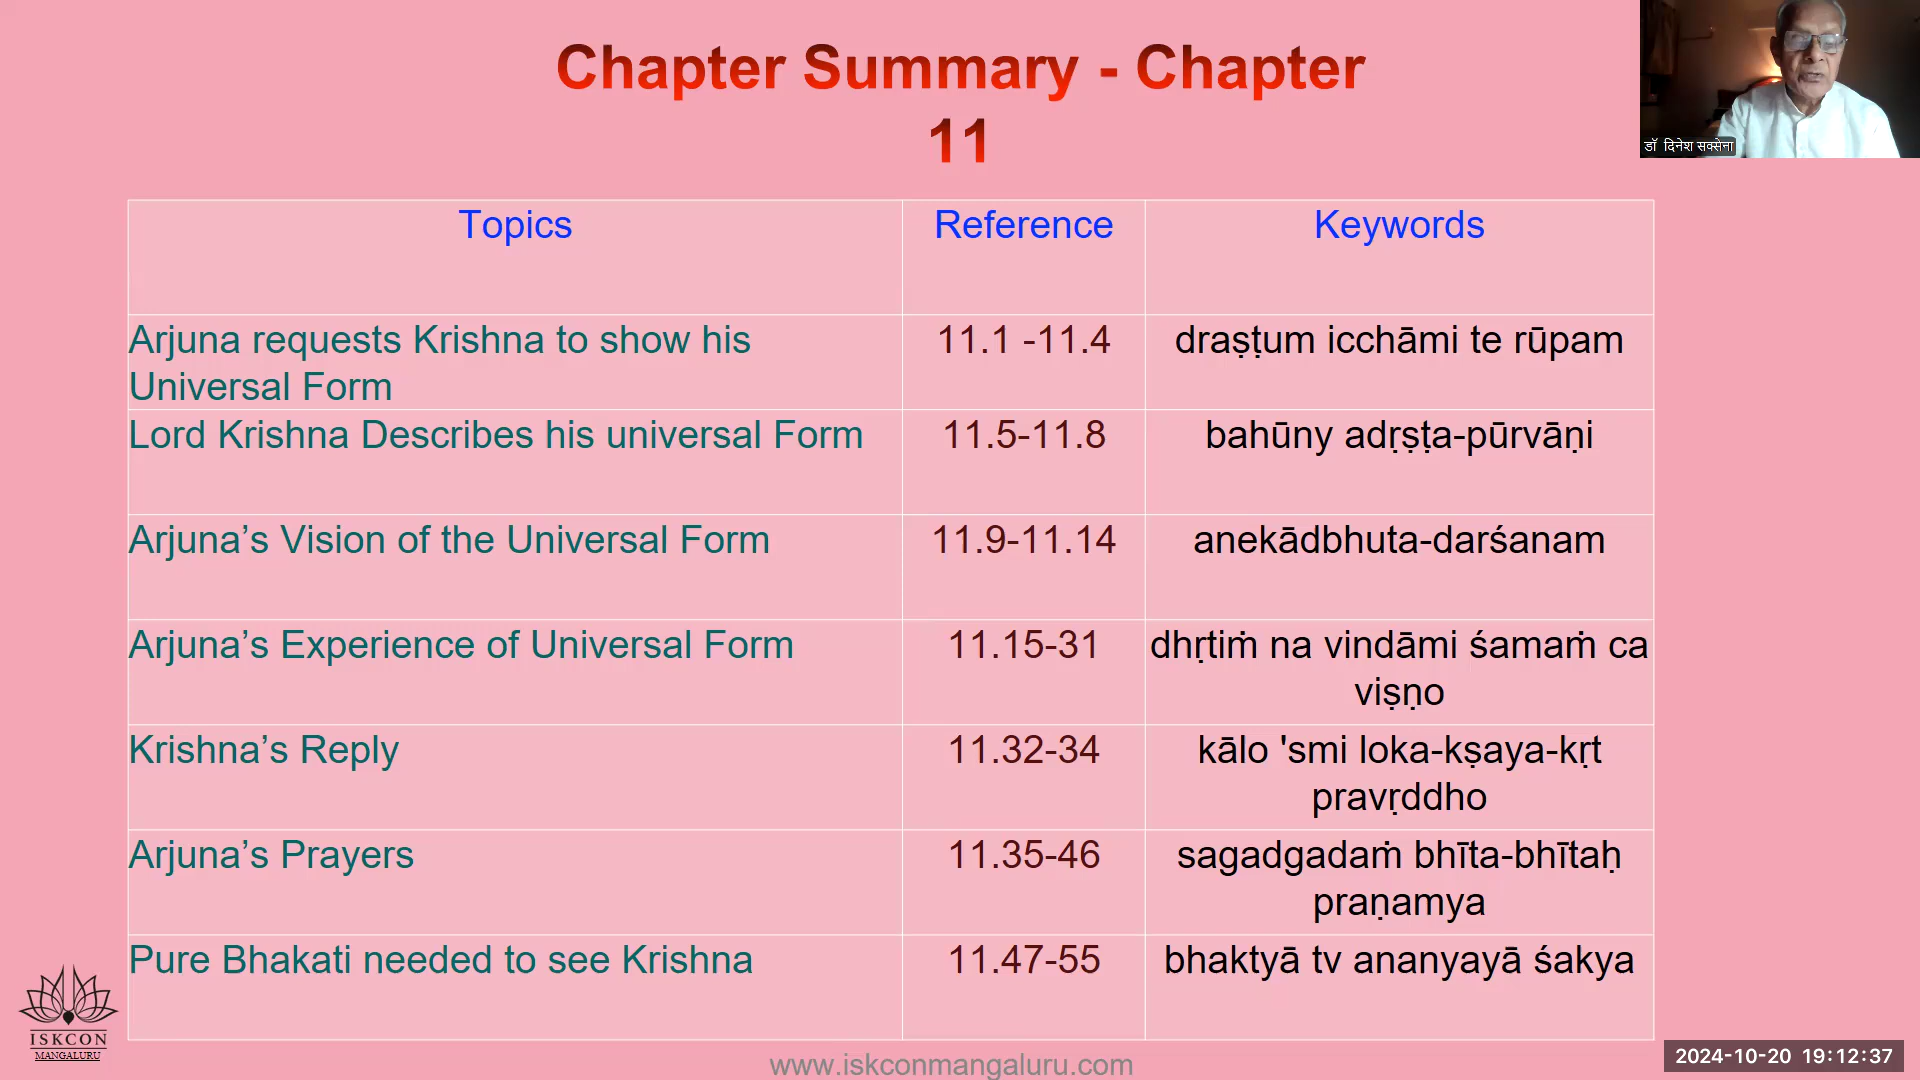 Chapter Summary - Chapter
11
डॉ दिनेश सक्सेना
Topics Reference Keywords
Arjuna requests Krishna to show his 11.1 -11.4 draṣṭum icchāmi te rūpam
Universal Form
Lord Krishna Describes his universal Form 11.5-11.8 bahūny adṛṣṭa-pūrvāṇi
Arjuna’s Vision of the Universal Form 11.9-11.14 anekādbhuta-darśanam
Arjuna’s Experience of Universal Form 11.15-31 dhṛtiṁ na vindāmi śamaṁ ca
viṣṇo
Krishna’s Reply 11.32-34 kālo 'smi loka-kṣaya-kṛt
pravṛddho
Arjuna’s Prayers 11.35-46 sagadgadaṁ bhīta-bhītaḥ
praṇamya
Pure Bhakati needed to see Krishna 11.47-55 bhaktyā tv ananyayā śakya
ISKCON
MANGALURU
www.iskconmangaluru.com
2024-10-20 19:12:37